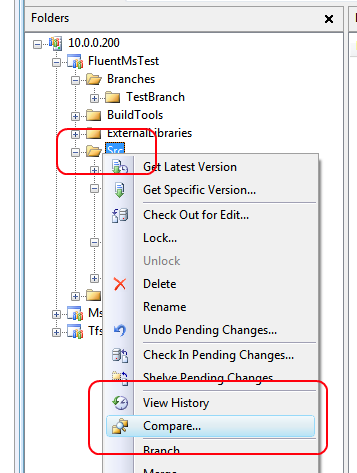 Folders
10.0.0.200
FluentMsTest
Branches
TestBranch
BuildTools
ExternalLibraries
Src
Get Latest Version
Get Specific Version...
Check Out for Edit...
Lock...
Unlock
Delete
Rename
Undo Pending Changes...
Check In Pending Changes...
Ms
Tfs
Shelve Pending Changes
View History
Compare...
Branch